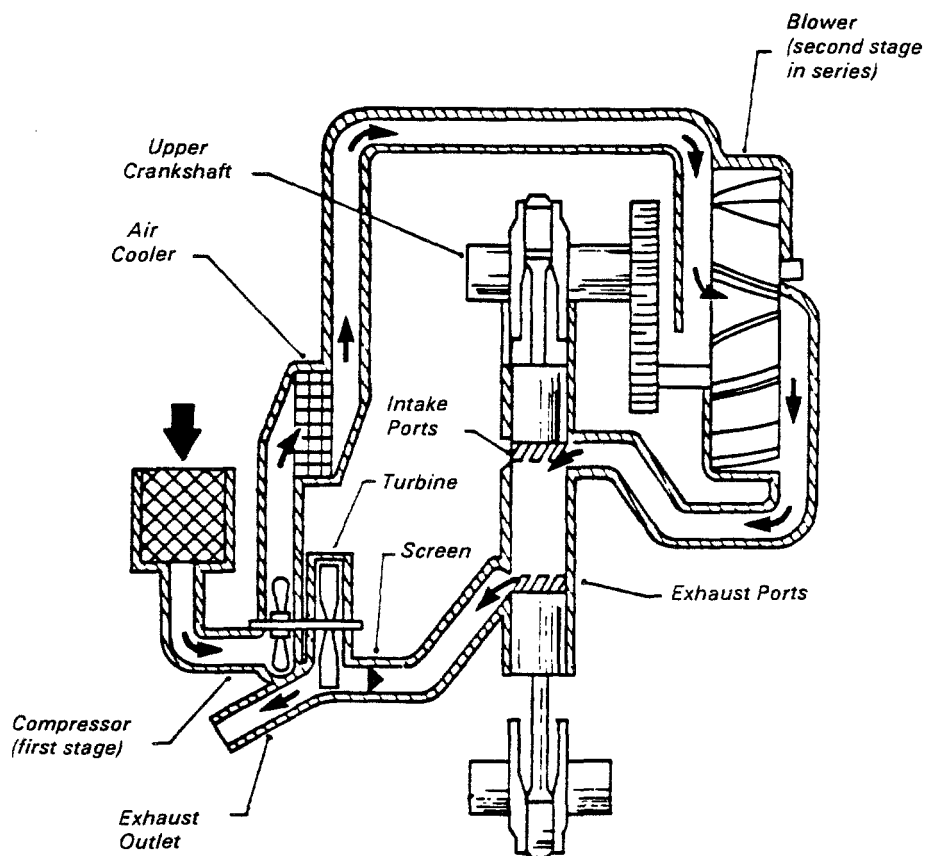 Blower
(second stage
in series)
Upper
Crankshaft
Air
Cooler
Intake
Ports
Turbine
Screen
Exhaust Ports
Compressor
(first stage)
Exhaust
Outlet